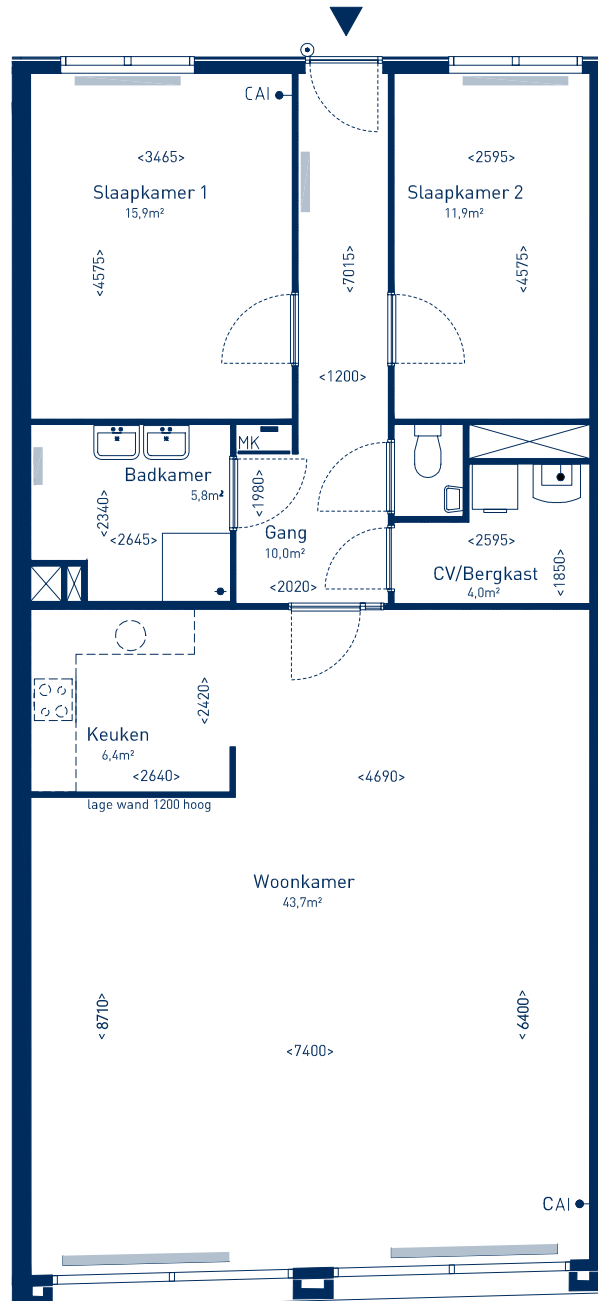 CAI
<3465>
<2595>
Slaapkamer 1
15,9m²
Slaapkamer 2
11,9m²
<4575>
<7015>
<4575>
<1200>
MK
Badkamer
5,8m²
<2340>
<2645>
<1980>
Gang
10,0m²
<2020>
<2595>
CV/Bergkast
4,0m²
<1850>
<2420>
Keuken
6,4m²
<2640>
<4690>
lage wand 1200 hoog
Woonkamer
43,7m²
<8710>
<6400>
<7400>
CAI